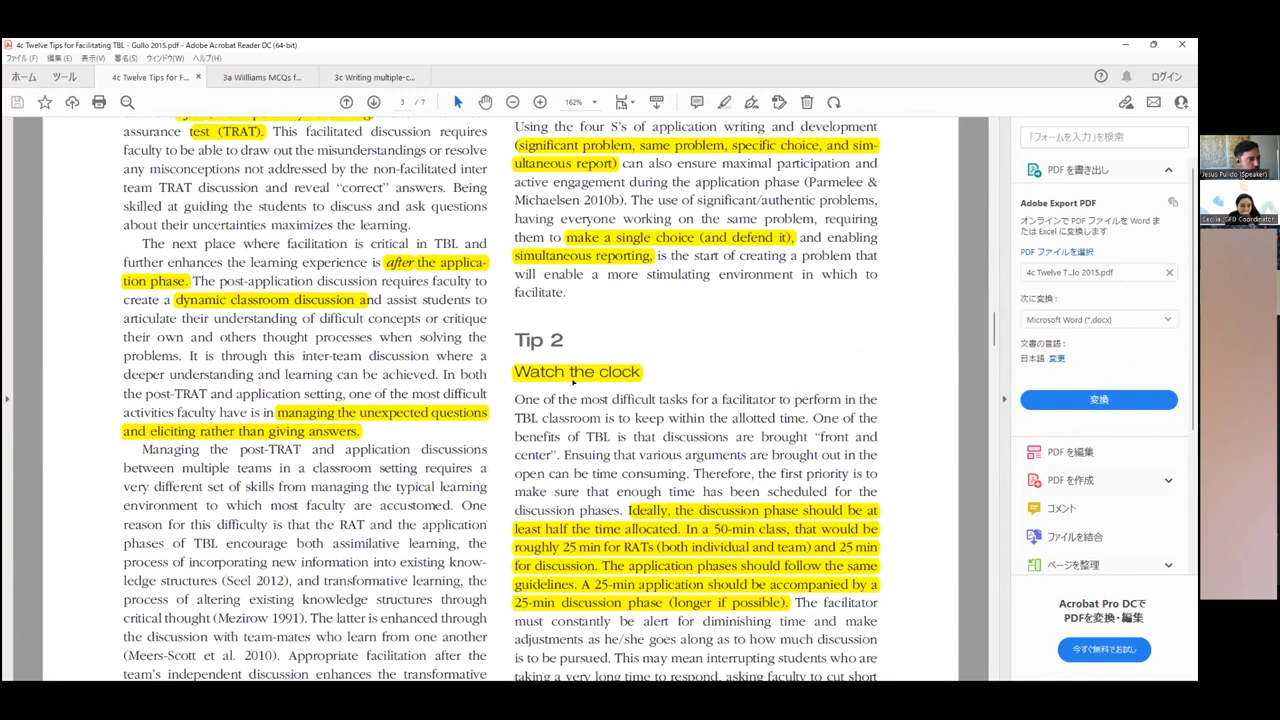 4c Twelve Tips for Facilitating TBL - Gullo 2015.pdf - Adobe Acrobat Reader DC (64-bit)
ファイル(F) 編集(E) 表示(V) 署名(S) ウィンドウ(W) ヘルプ(H)
ホーム ツール 4c Twelve Tips for F... × 3a Williams MCQs f... 3c Writing multiple-c... ログイン
3 / 7 162%
assurance test (TRAT). This facilitated discussion requires
faculty to be able to draw out the misunderstandings or resolve
any misconceptions not addressed by the non-facilitated inter
team TRAT discussion and reveal “correct” answers. Being
skilled at guiding the students to discuss and ask questions
about their uncertainties maximizes the learning.
The next place where facilitation is critical in TBL and
further enhances the learning experience is after the applica-
tion phase. The post-application discussion requires faculty to
create a dynamic classroom discussion and assist students to
articulate their understanding of difficult concepts or critique
their own and others thought processes when solving the
problems. It is through this inter-team discussion where a
deeper understanding and learning can be achieved. In both
the post-TRAT and application setting, one of the most difficult
activities faculty have is in managing the unexpected questions
and eliciting rather than giving answers.
Managing the post-TRAT and application discussions
between multiple teams in a classroom setting requires a
very different set of skills from managing the typical learning
environment to which most faculty are accustomed. One
reason for this difficulty is that the RAT and the application
phases of TBL encourage both assimilative learning, the
process of incorporating new information into existing know-
ledge structures (Seel 2012), and transformative learning, the
process of altering existing knowledge structures through
critical thought (Mezirow 1991). The latter is enhanced through
the discussion with team-mates who learn from one another
(Meers-Scott et al. 2010). Appropriate facilitation after the
team’s independent discussion enhances the transformative
Using the four S’s of application writing and development
(significant problem, same problem, specific choice, and sim-
ultaneous report) can also ensure maximal participation and
active engagement during the application phase (Parmelee &
Michaelsen 2010b). The use of significant/authentic problems,
having everyone working on the same problem, requiring
them to make a single choice (and defend it), and enabling
simultaneous reporting, is the start of creating a problem that
will enable a more stimulating environment in which to
facilitate.
Tip 2
Watch the clock
One of the most difficult tasks for a facilitator to perform in the
TBL classroom is to keep within the allotted time. One of the
benefits of TBL is that discussions are brought “front and
center”. Ensuring that various arguments are brought out in the
open can be time consuming. Therefore, the first priority is to
make sure that enough time has been scheduled for the
discussion phases. Ideally, the discussion phase should be at
least half the time allocated. In a 50-min class, that would be
roughly 25 min for RATs (both individual and team) and 25 min
for discussion. The application phases should follow the same
guidelines. A 25-min application should be accompanied by a
25-min discussion phase (longer if possible). The facilitator
must constantly be alert for diminishing time and make
adjustments as he/she goes along as to how much discussion
is to be pursued. This may mean interrupting students who are
taking a very long time to respond, asking faculty to cut short
「フォームを入力」を検索
PDF を書き出し
Adobe Export PDF
オンラインで PDF ファイルを Word ま
たは Excel に変換します
PDF ファイルを選択
4c Twelve T...lo 2015.pdf ×
次に変換:
Microsoft Word (*.docx)
文書の言語:
日本語 変更
変換
PDF を編集
PDF を作成
コメント
ファイルを結合
ページを整理
Acrobat Pro DCで
PDFを変換・編集
今すぐ無料でお試し
Jesus Pulido (Speaker)
Cecilia (GFD Coordinator